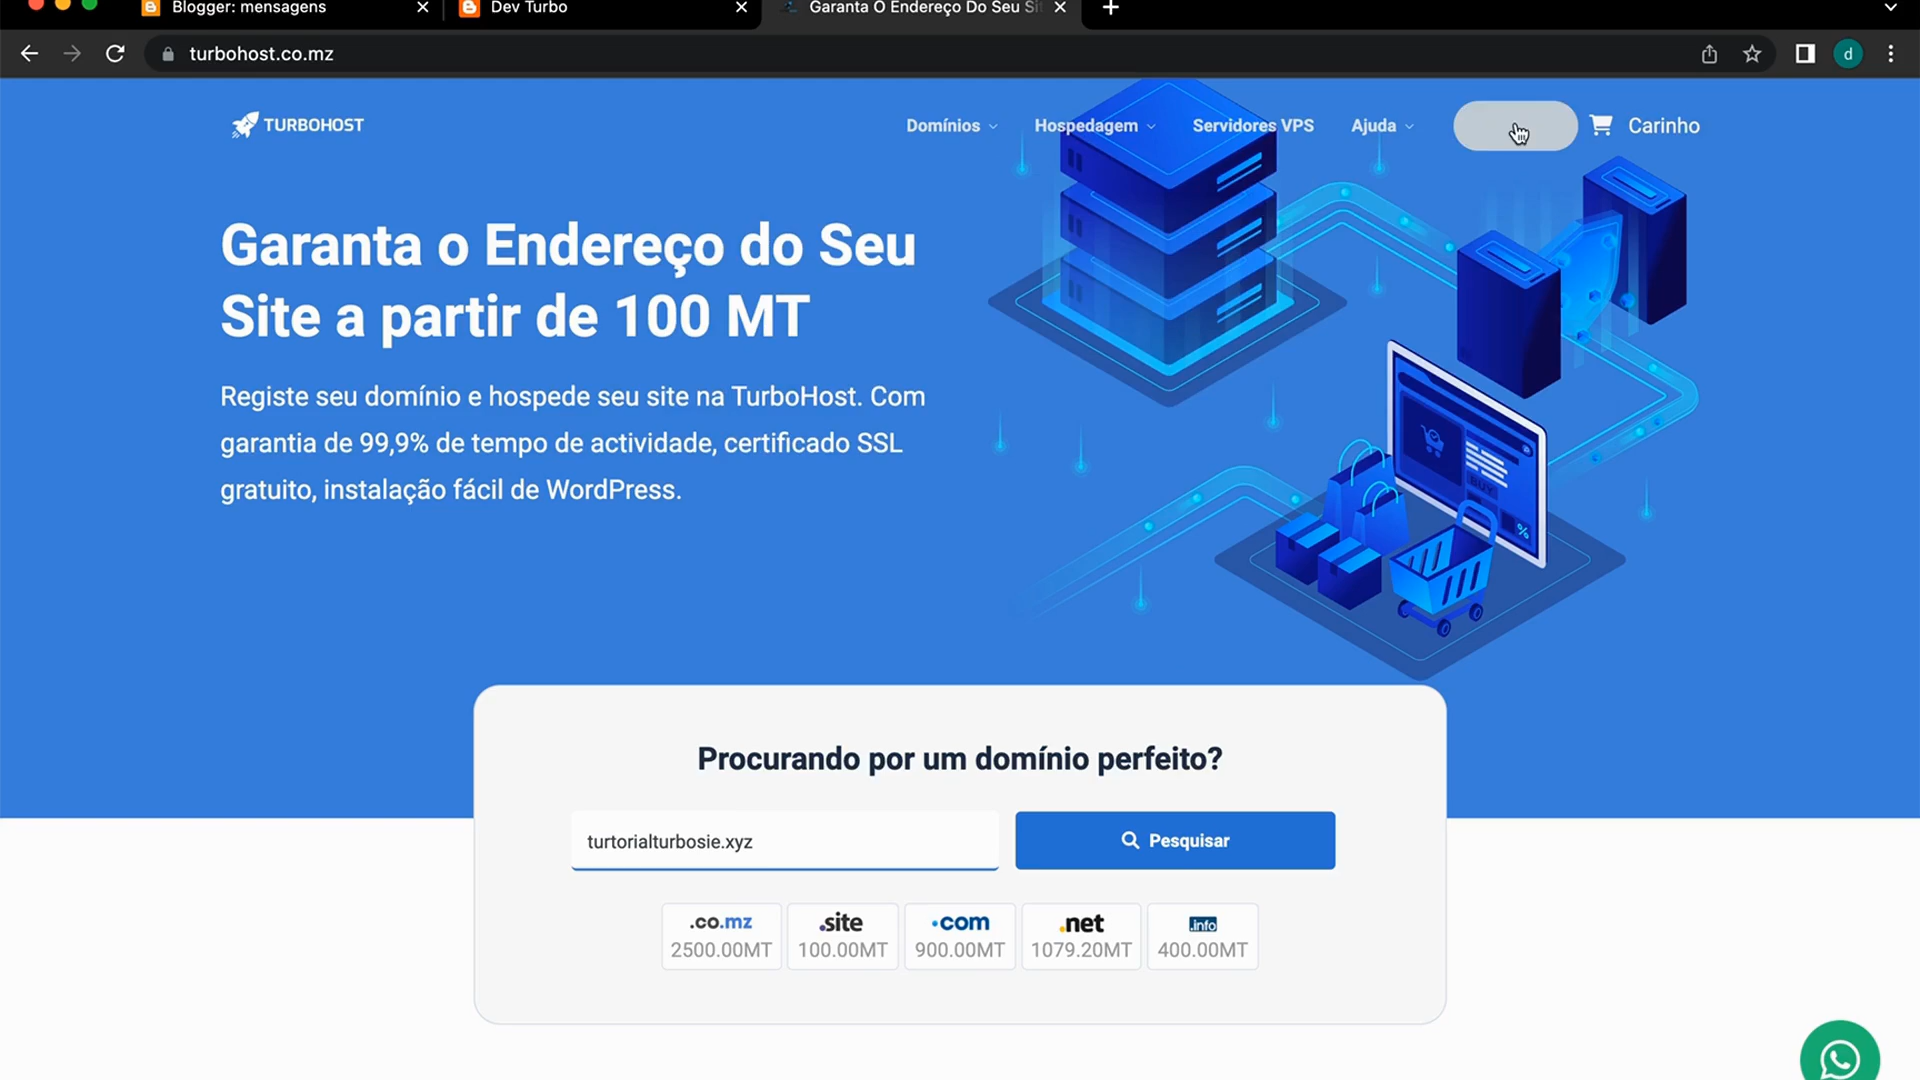 Blogger: mensagens
Dev Turbo
Garanta O Endereço Do Seu Si
turbohost.co.mz
d
TURBOHOST
Domínios
Hospedagem
Servidores VPS
Ajuda
Carinho
Garanta o Endereço do Seu
Site a partir de 100 MT
Registe seu domínio e hospede seu site na TurboHost. Com
garantia de 99,9% de tempo de actividade, certificado SSL
gratuito, instalação fácil de WordPress.
BUY
%
Procurando por um domínio perfeito?
turtorialturbosie.xyz
Pesquisar
.co.mz
2500.00MT
.site
100.00MT
.com
900.00MT
.net
1079.20MT
.info
400.00MT